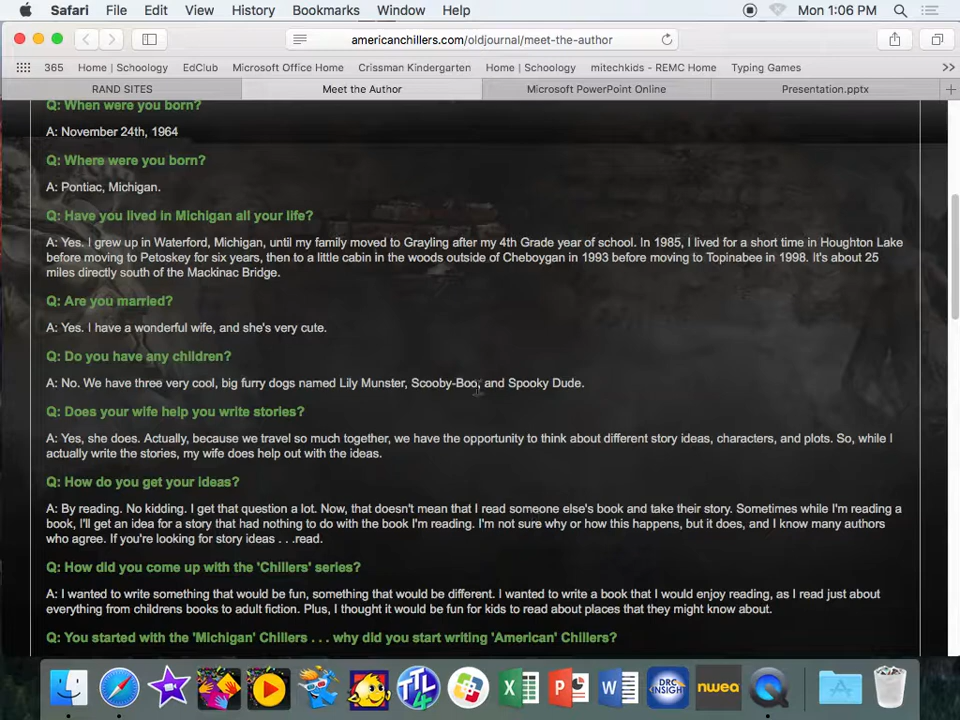 Safari File Edit View History Bookmarks Window Help Mon 1:06 PM
americanchillers.com/oldjournal/meet-the-author
365 Home | Schoology EdClub Microsoft Office Home Crissman Kindergarten Home | Schoology mitechkids - REMC Home Typing Games >>
RAND SITES Meet the Author Microsoft PowerPoint Online Presentation.pptx +
Q: When were you born?
A: November 24th, 1964
Q: Where were you born?
A: Pontiac, Michigan.
Q: Have you lived in Michigan all your life?
A: Yes. I grew up in Waterford, Michigan, until my family moved to Grayling after my 4th Grade year of school. In 1985, I lived for a short time in Houghton Lake
before moving to Petoskey for six years, then to a little cabin in the woods outside of Cheboygan in 1993 before moving to Topinabee in 1998. It's about 25
miles directly south of the Mackinac Bridge.
Q: Are you married?
A: Yes. I have a wonderful wife, and she's very cute.
Q: Do you have any children?
A: No. We have three very cool, big furry dogs named Lily Munster, Scooby-Boo, and Spooky Dude.
Q: Does your wife help you write stories?
A: Yes, she does. Actually, because we travel so much together, we have the opportunity to think about different story ideas, characters, and plots. So, while I
actually write the stories, my wife does help out with the ideas.
Q: How do you get your ideas?
A: By reading. No kidding. I get that question a lot. Now, that doesn't mean that I read someone else's book and take their story. Sometimes while I'm reading a
book, I'll get an idea for a story that had nothing to do with the book I'm reading. I'm not sure why or how this happens, but it does, and I know many authors
who agree. If you're looking for story ideas . . .read.
Q: How did you come up with the 'Chillers' series?
A: I wanted to write something that would be fun, something that would be different. I wanted to write a book that I would enjoy reading, as I read just about
everything from childrens books to adult fiction. Plus, I thought it would be fun for kids to read about places that they might know about.
Q: You started with the 'Michigan' Chillers . . . why did you start writing 'American' Chillers?
TTL4 X P W DRC INSIGHT nwea